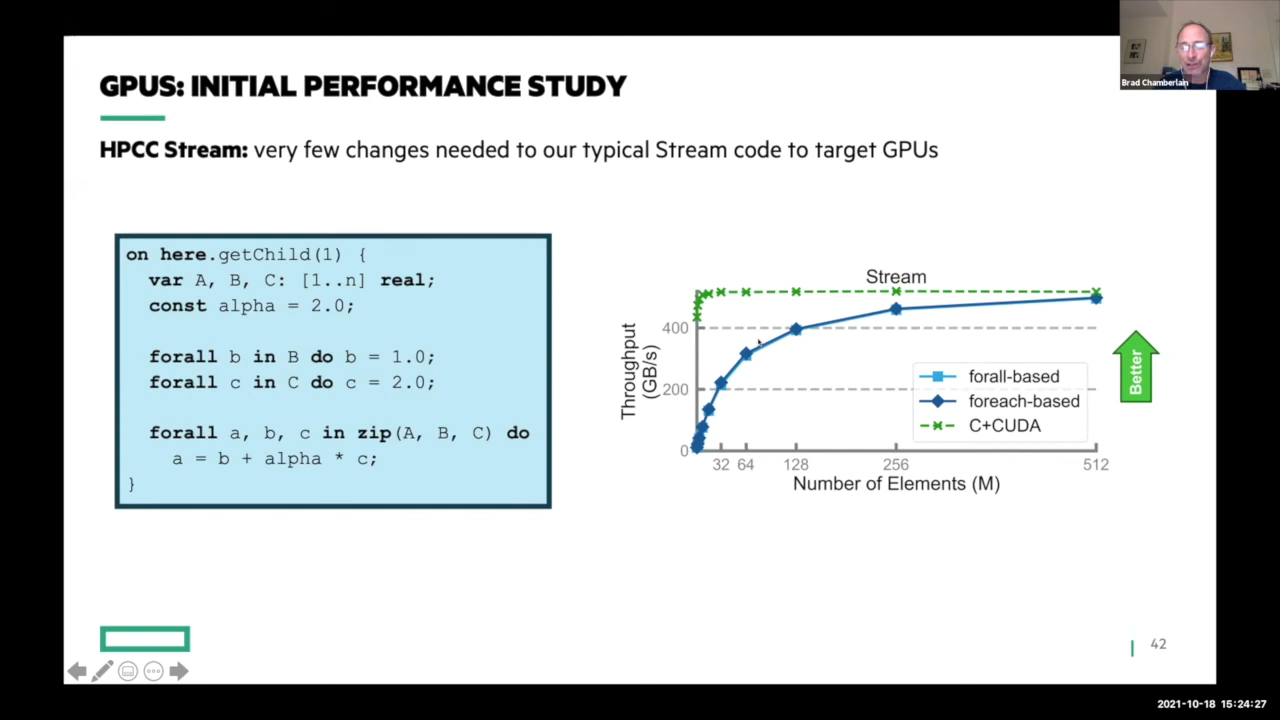 Brad Chamberlain
GPUS: INITIAL PERFORMANCE STUDY
HPCC Stream: very few changes needed to our typical Stream code to target GPUs
on here.getChild(1) {
var A, B, C: [1..n] real;
const alpha = 2.0;
forall b in B do b = 1.0;
forall c in C do c = 2.0;
forall a, b, c in zip(A, B, C) do
a = b + alpha * c;
}
Stream
Throughput
(GB/s)
400
200
0
32 64 128 256 512
Number of Elements (M)
forall-based
foreach-based
C+CUDA
Better
42
2021-10-18 15:24:27